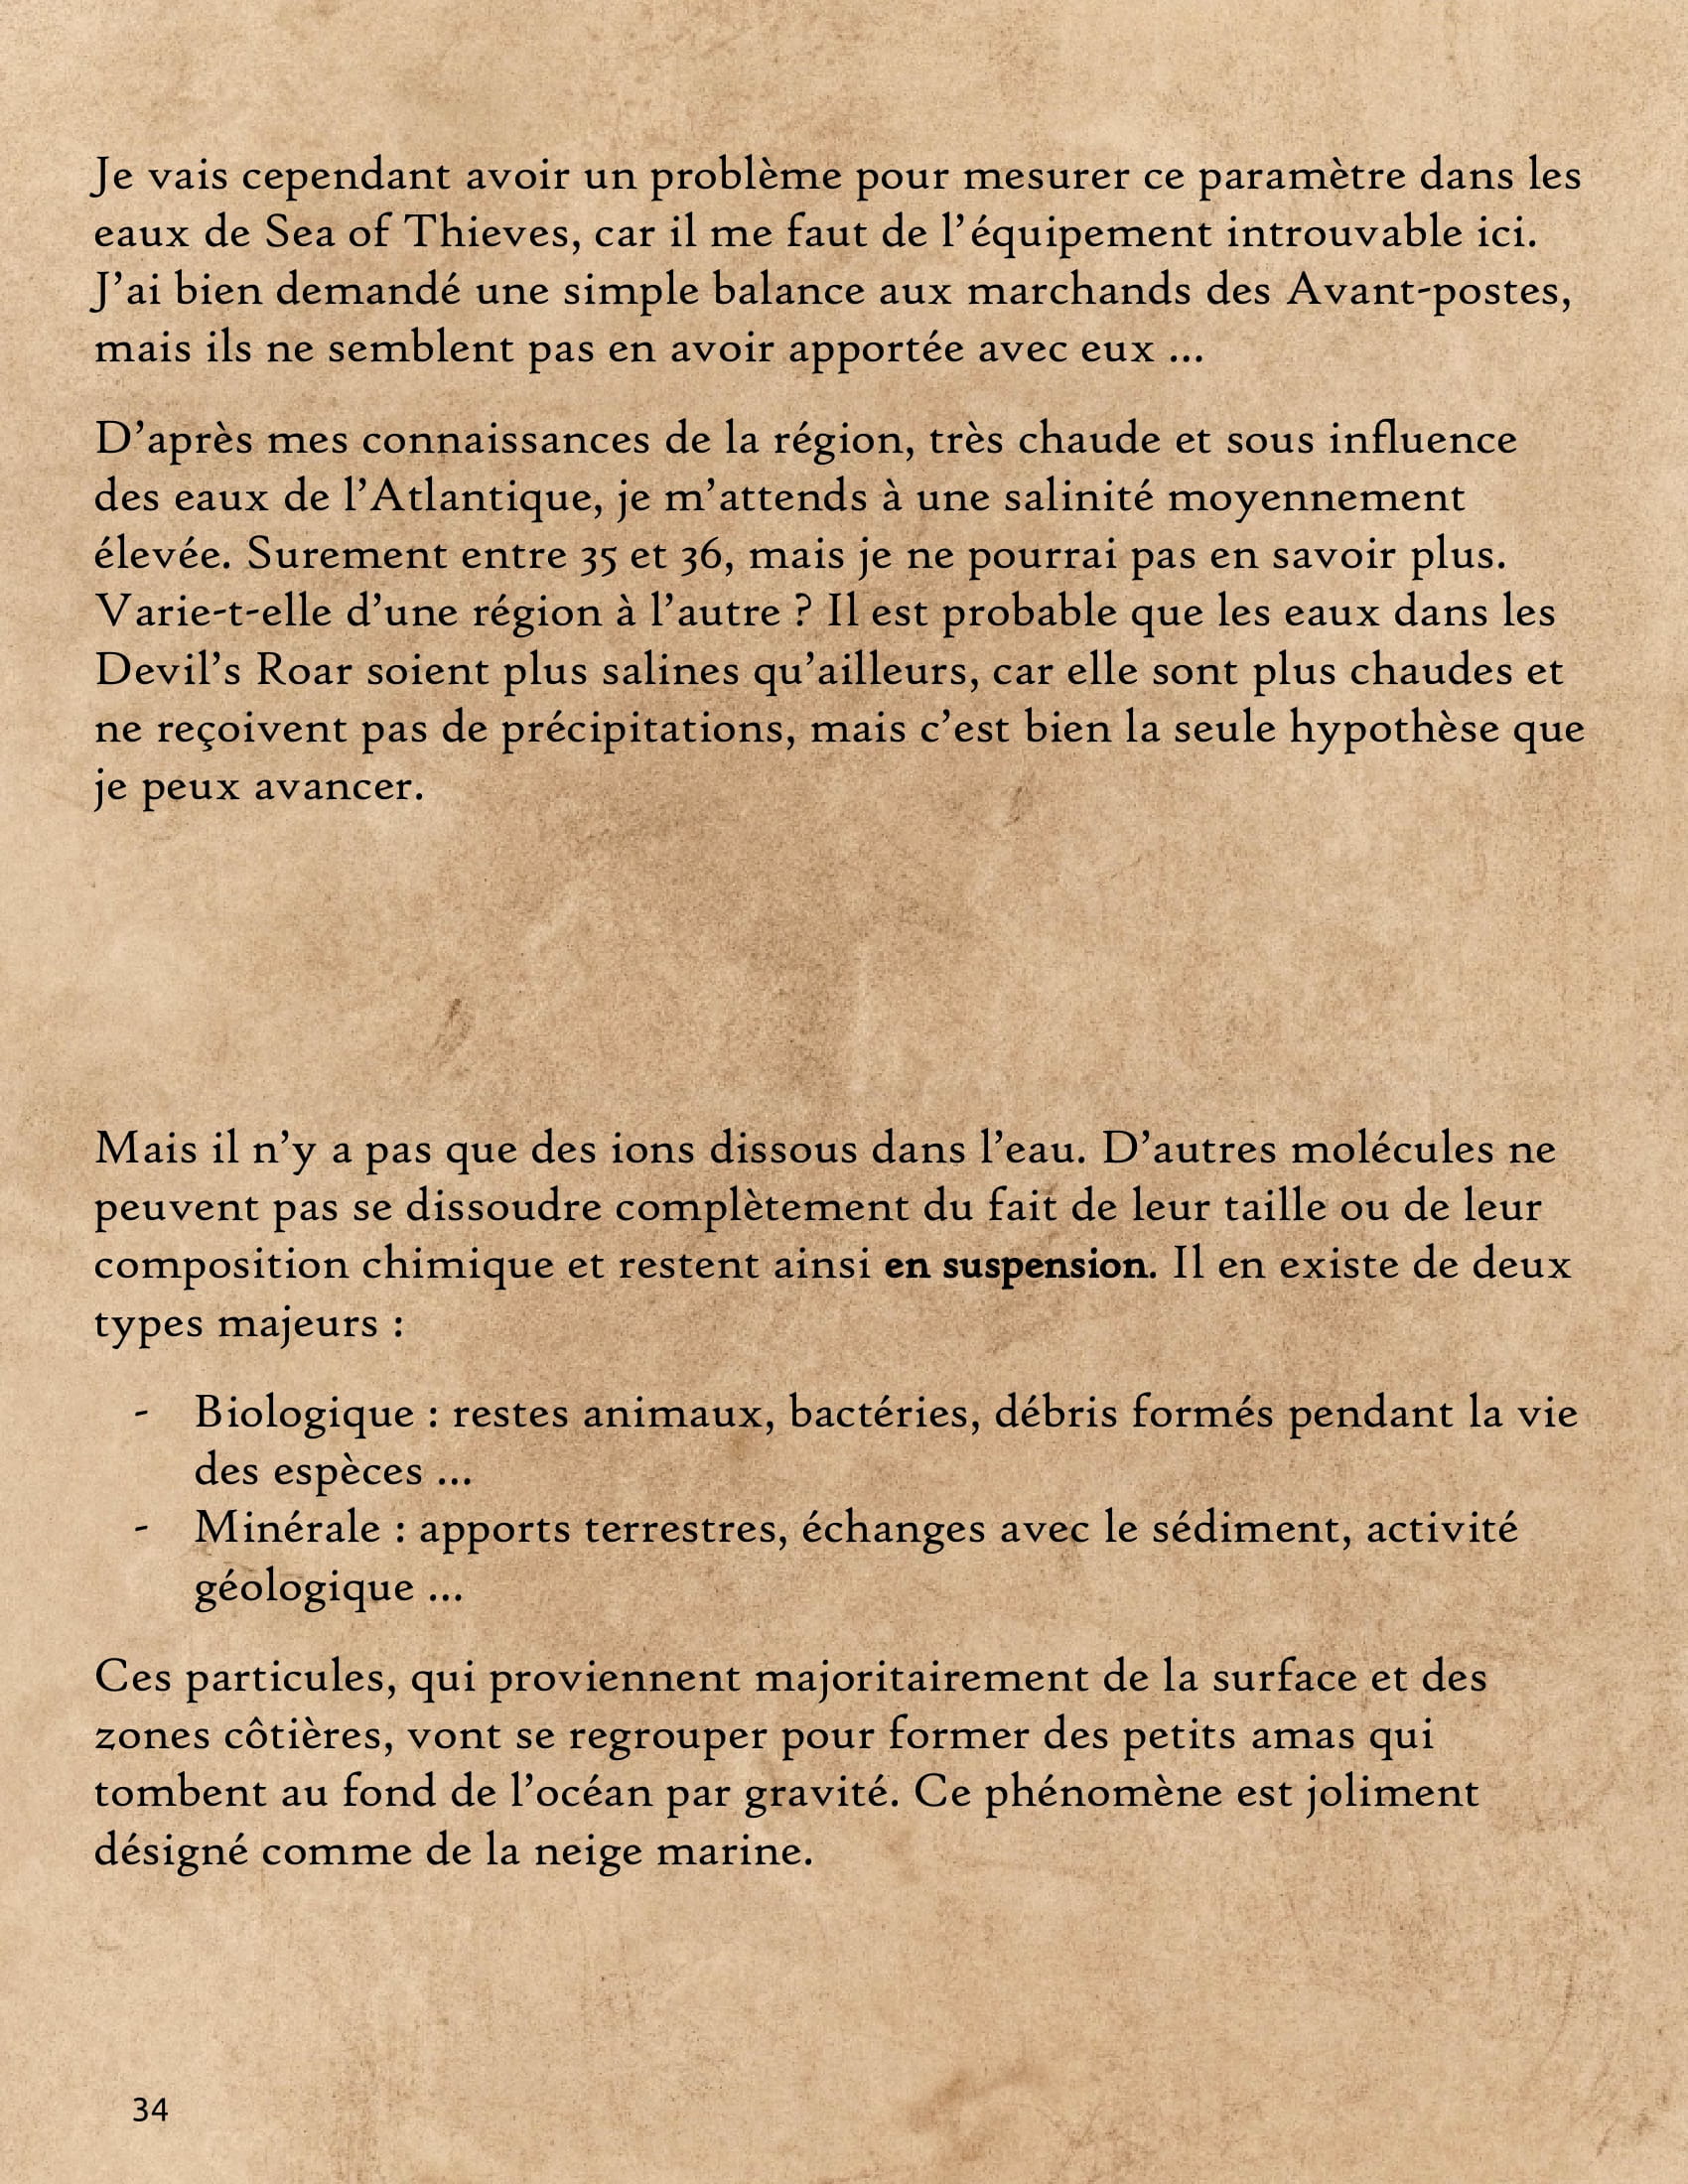 Je vais cependant avoir un problème pour mesurer ce paramètre dans les
eaux de Sea of Thieves, car il me faut de l’équipement introuvable ici.
J’ai bien demandé une simple balance aux marchands des Avant-postes,
mais ils ne semblent pas en avoir apportée avec eux ...
D’après mes connaissances de la région, très chaude et sous influence
des eaux de l’Atlantique, je m’attends à une salinité moyennement
élevée. Surement entre 35 et 36, mais je ne pourrai pas en savoir plus.
Varie-t-elle d’une région à l’autre ? Il est probable que les eaux dans les
Devil’s Roar soient plus salines qu’ailleurs, car elle sont plus chaudes et
ne reçoivent pas de précipitations, mais c’est bien la seule hypothèse que
je peux avancer.
Mais il n’y a pas que des ions dissous dans l’eau. D’autres molécules ne
peuvent pas se dissoudre complètement du fait de leur taille ou de leur
composition chimique et restent ainsi en suspension. Il en existe de deux
types majeurs :
- Biologique : restes animaux, bactéries, débris formés pendant la vie
des espèces ...
- Minérale : apports terrestres, échanges avec le sédiment, activité
géologique ...
Ces particules, qui proviennent majoritairement de la surface et des
zones côtières, vont se regrouper pour former des petits amas qui
tombent au fond de l’océan par gravité. Ce phénomène est joliment
désigné comme de la neige marine.
34